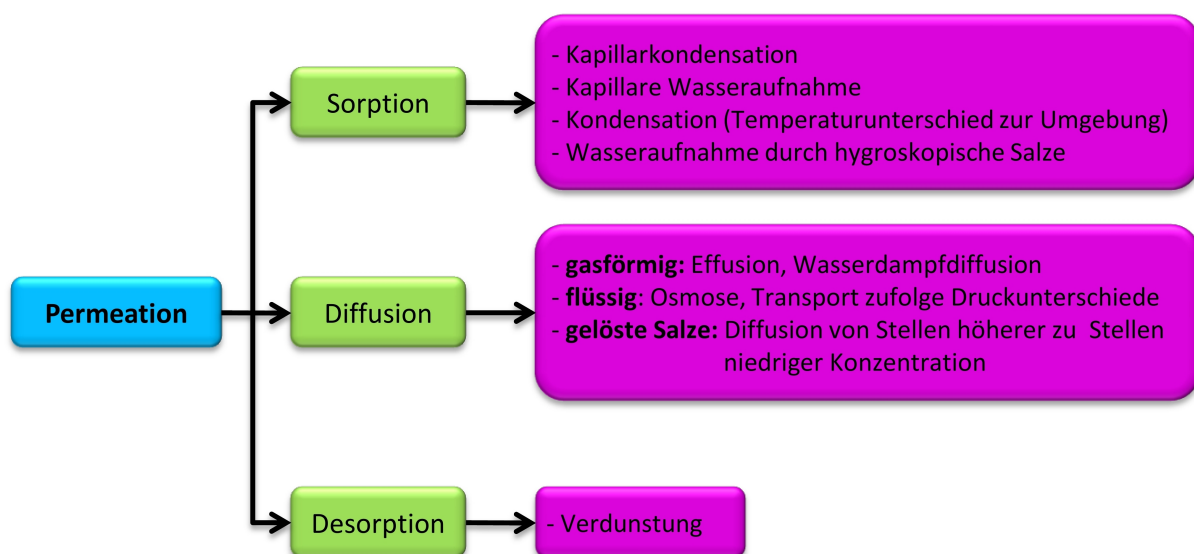 Permeation
Sorption
- Kapillarkondensation
- Kapillare Wasseraufnahme
- Kondensation (Temperaturunterschied zur Umgebung)
- Wasseraufnahme durch hygroskopische Salze
Diffusion
- gasförmig: Effusion, Wasserdampfdiffusion
- flüssig: Osmose, Transport zufolge Druckunterschiede
- gelöste Salze: Diffusion von Stellen höherer zu Stellen
niedriger Konzentration
Desorption
- Verdunstung